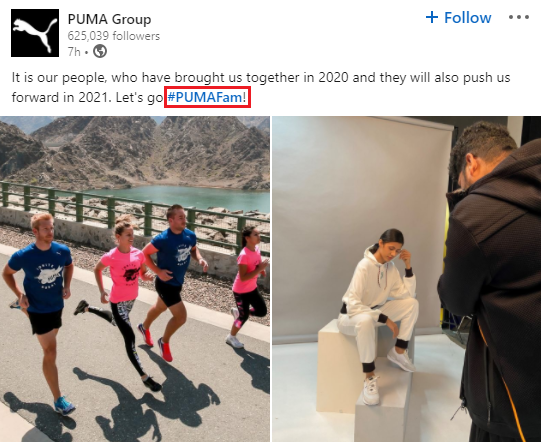 PUMA Group
+ Follow
625,039 followers
7h •
It is our people, who have brought us together in 2020 and they will also push us
forward in 2021. Let's go #PUMAFam!